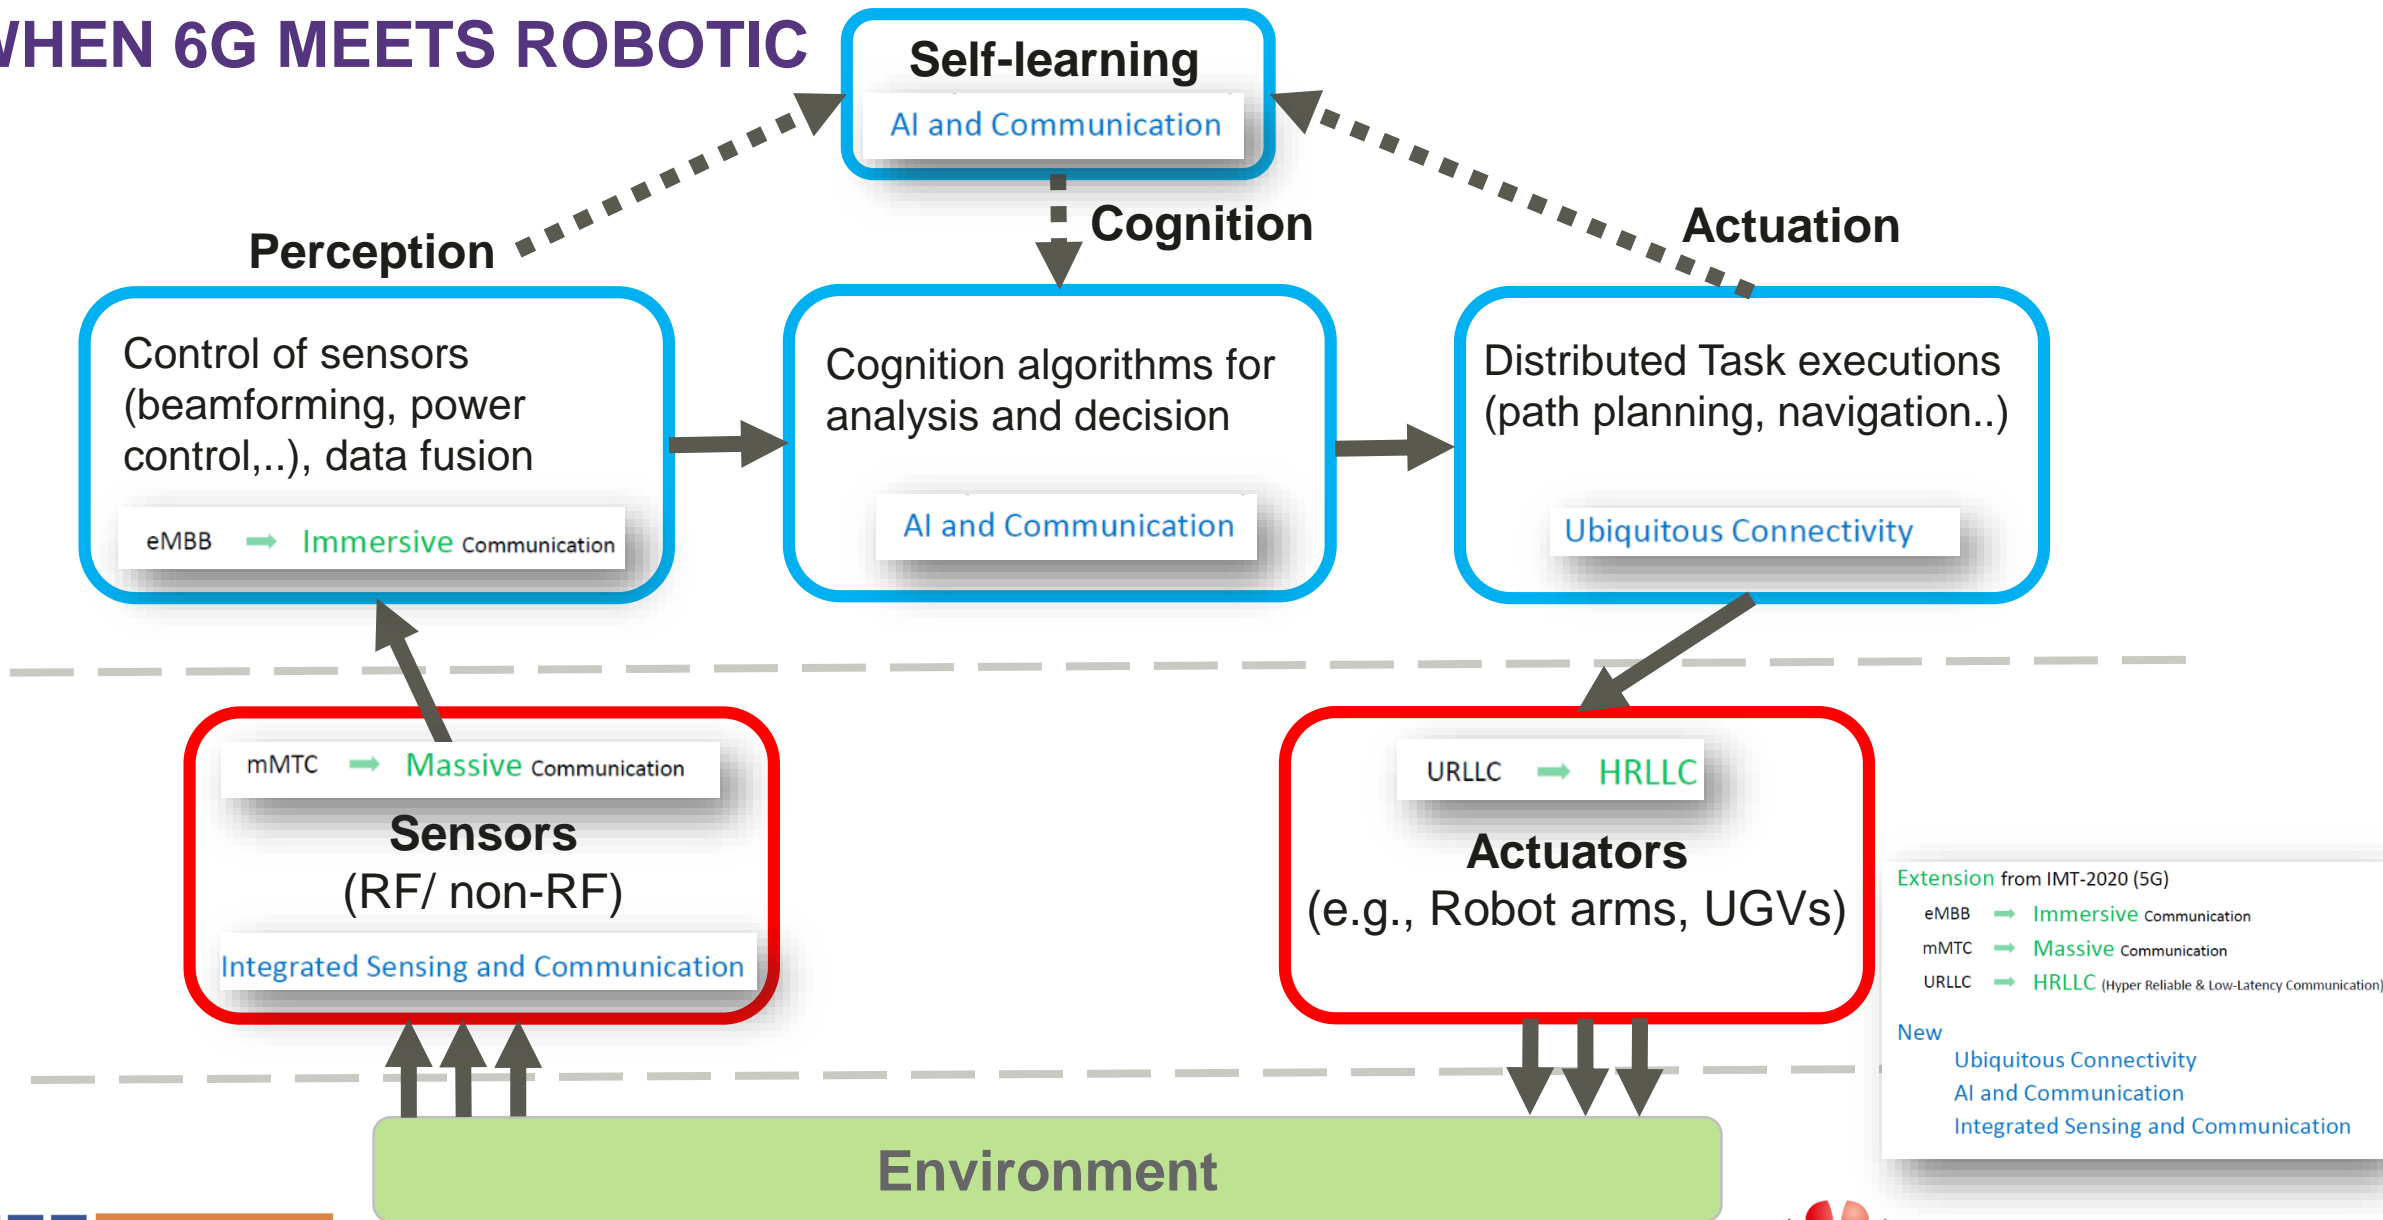 WHEN 6G MEETS ROBOTIC
Self-learning
AI and Communication
Perception
Cognition
Actuation
Control of sensors
(beamforming, power
control,..), data fusion
eMBB → Immersive Communication
Cognition algorithms for
analysis and decision
AI and Communication
Distributed Task executions
(path planning, navigation..)
Ubiquitous Connectivity
mMTC → Massive Communication
Sensors
(RF/ non-RF)
Integrated Sensing and Communication
URLLC → HRLLC
Actuators
(e.g., Robot arms, UGVs)
Extension from IMT-2020 (5G)
eMBB → Immersive Communication
mMTC → Massive Communication
URLLC → HRLLC (Hyper Reliable & Low-Latency Communication)
New
Ubiquitous Connectivity
AI and Communication
Integrated Sensing and Communication
Environment